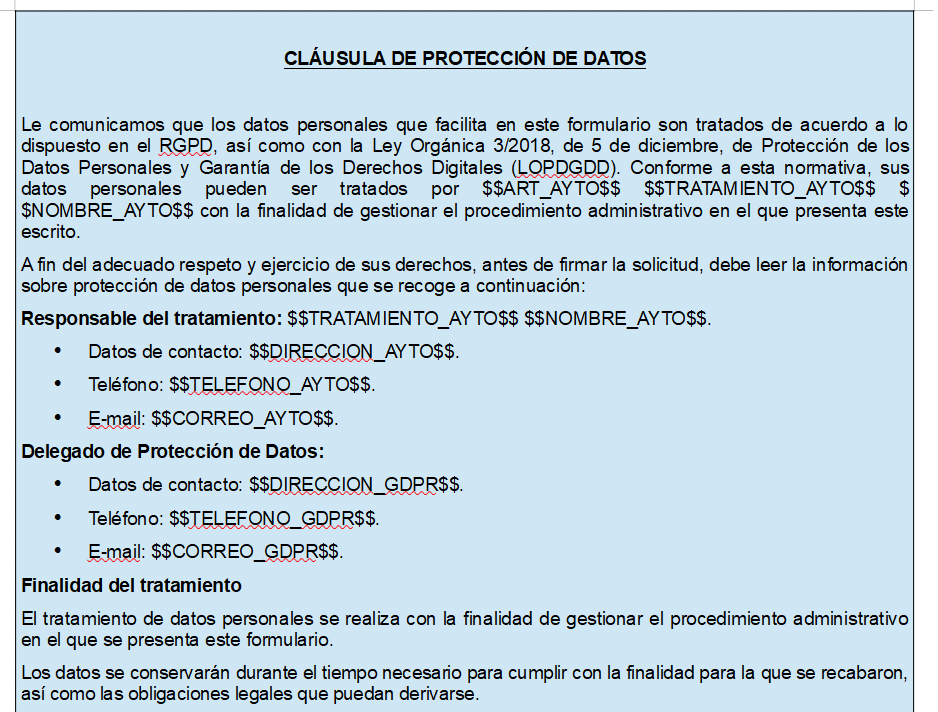 CLÁUSULA DE PROTECCIÓN DE DATOS
Le comunicamos que los datos personales que facilita en este formulario son tratados de acuerdo a lo
dispuesto en el RGPD, así como con la Ley Orgánica 3/2018, de 5 de diciembre, de Protección de los
Datos Personales y Garantía de los Derechos Digitales (LOPDGDD). Conforme a esta normativa, sus
datos personales pueden ser tratados por $$ART_AYTO$$ $$TRATAMIENTO_AYTO$$ $
$NOMBRE_AYTO$$ con la finalidad de gestionar el procedimiento administrativo en el que presenta este
escrito.
A fin del adecuado respeto y ejercicio de sus derechos, antes de firmar la solicitud, debe leer la información
sobre protección de datos personales que se recoge a continuación:
Responsable del tratamiento: $$TRATAMIENTO_AYTO$$ $$NOMBRE_AYTO$$.
• Datos de contacto: $$DIRECCION_AYTO$$.
• Teléfono: $$TELEFONO_AYTO$$.
• E-mail: $$CORREO_AYTO$$.
Delegado de Protección de Datos:
• Datos de contacto: $$DIRECCION_GDPR$$.
• Teléfono: $$TELEFONO_GDPR$$.
• E-mail: $$CORREO_GDPR$$.
Finalidad del tratamiento
El tratamiento de datos personales se realiza con la finalidad de gestionar el procedimiento administrativo
en el que se presenta este formulario.
Los datos se conservarán durante el tiempo necesario para cumplir con la finalidad para la que se recabaron,
así como las obligaciones legales que puedan derivarse.